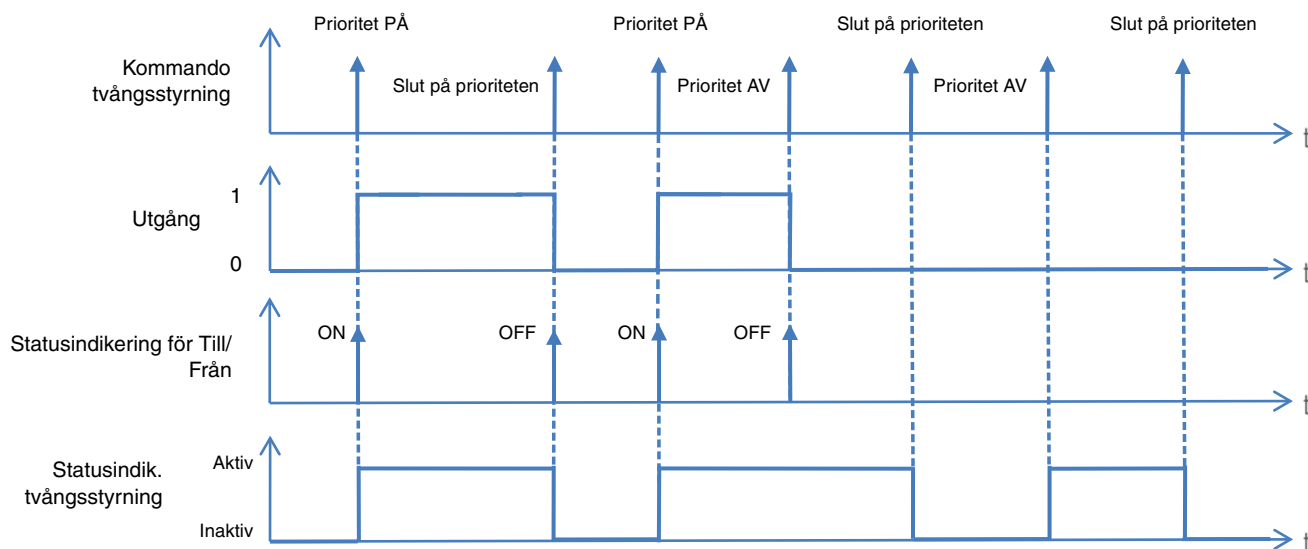 Prioritet PÅ
Prioritet PÅ
Slut på prioriteten
Slut på prioriteten
Kommando
tvångsstyrning
Slut på prioriteten
Prioritet AV
Prioritet AV
t
1
Utgång
0
t
ON
OFF
ON
OFF
Statusindikering för Till/
Från
t
Aktiv
Statusindik.
tvångsstyrning
Inaktiv
t